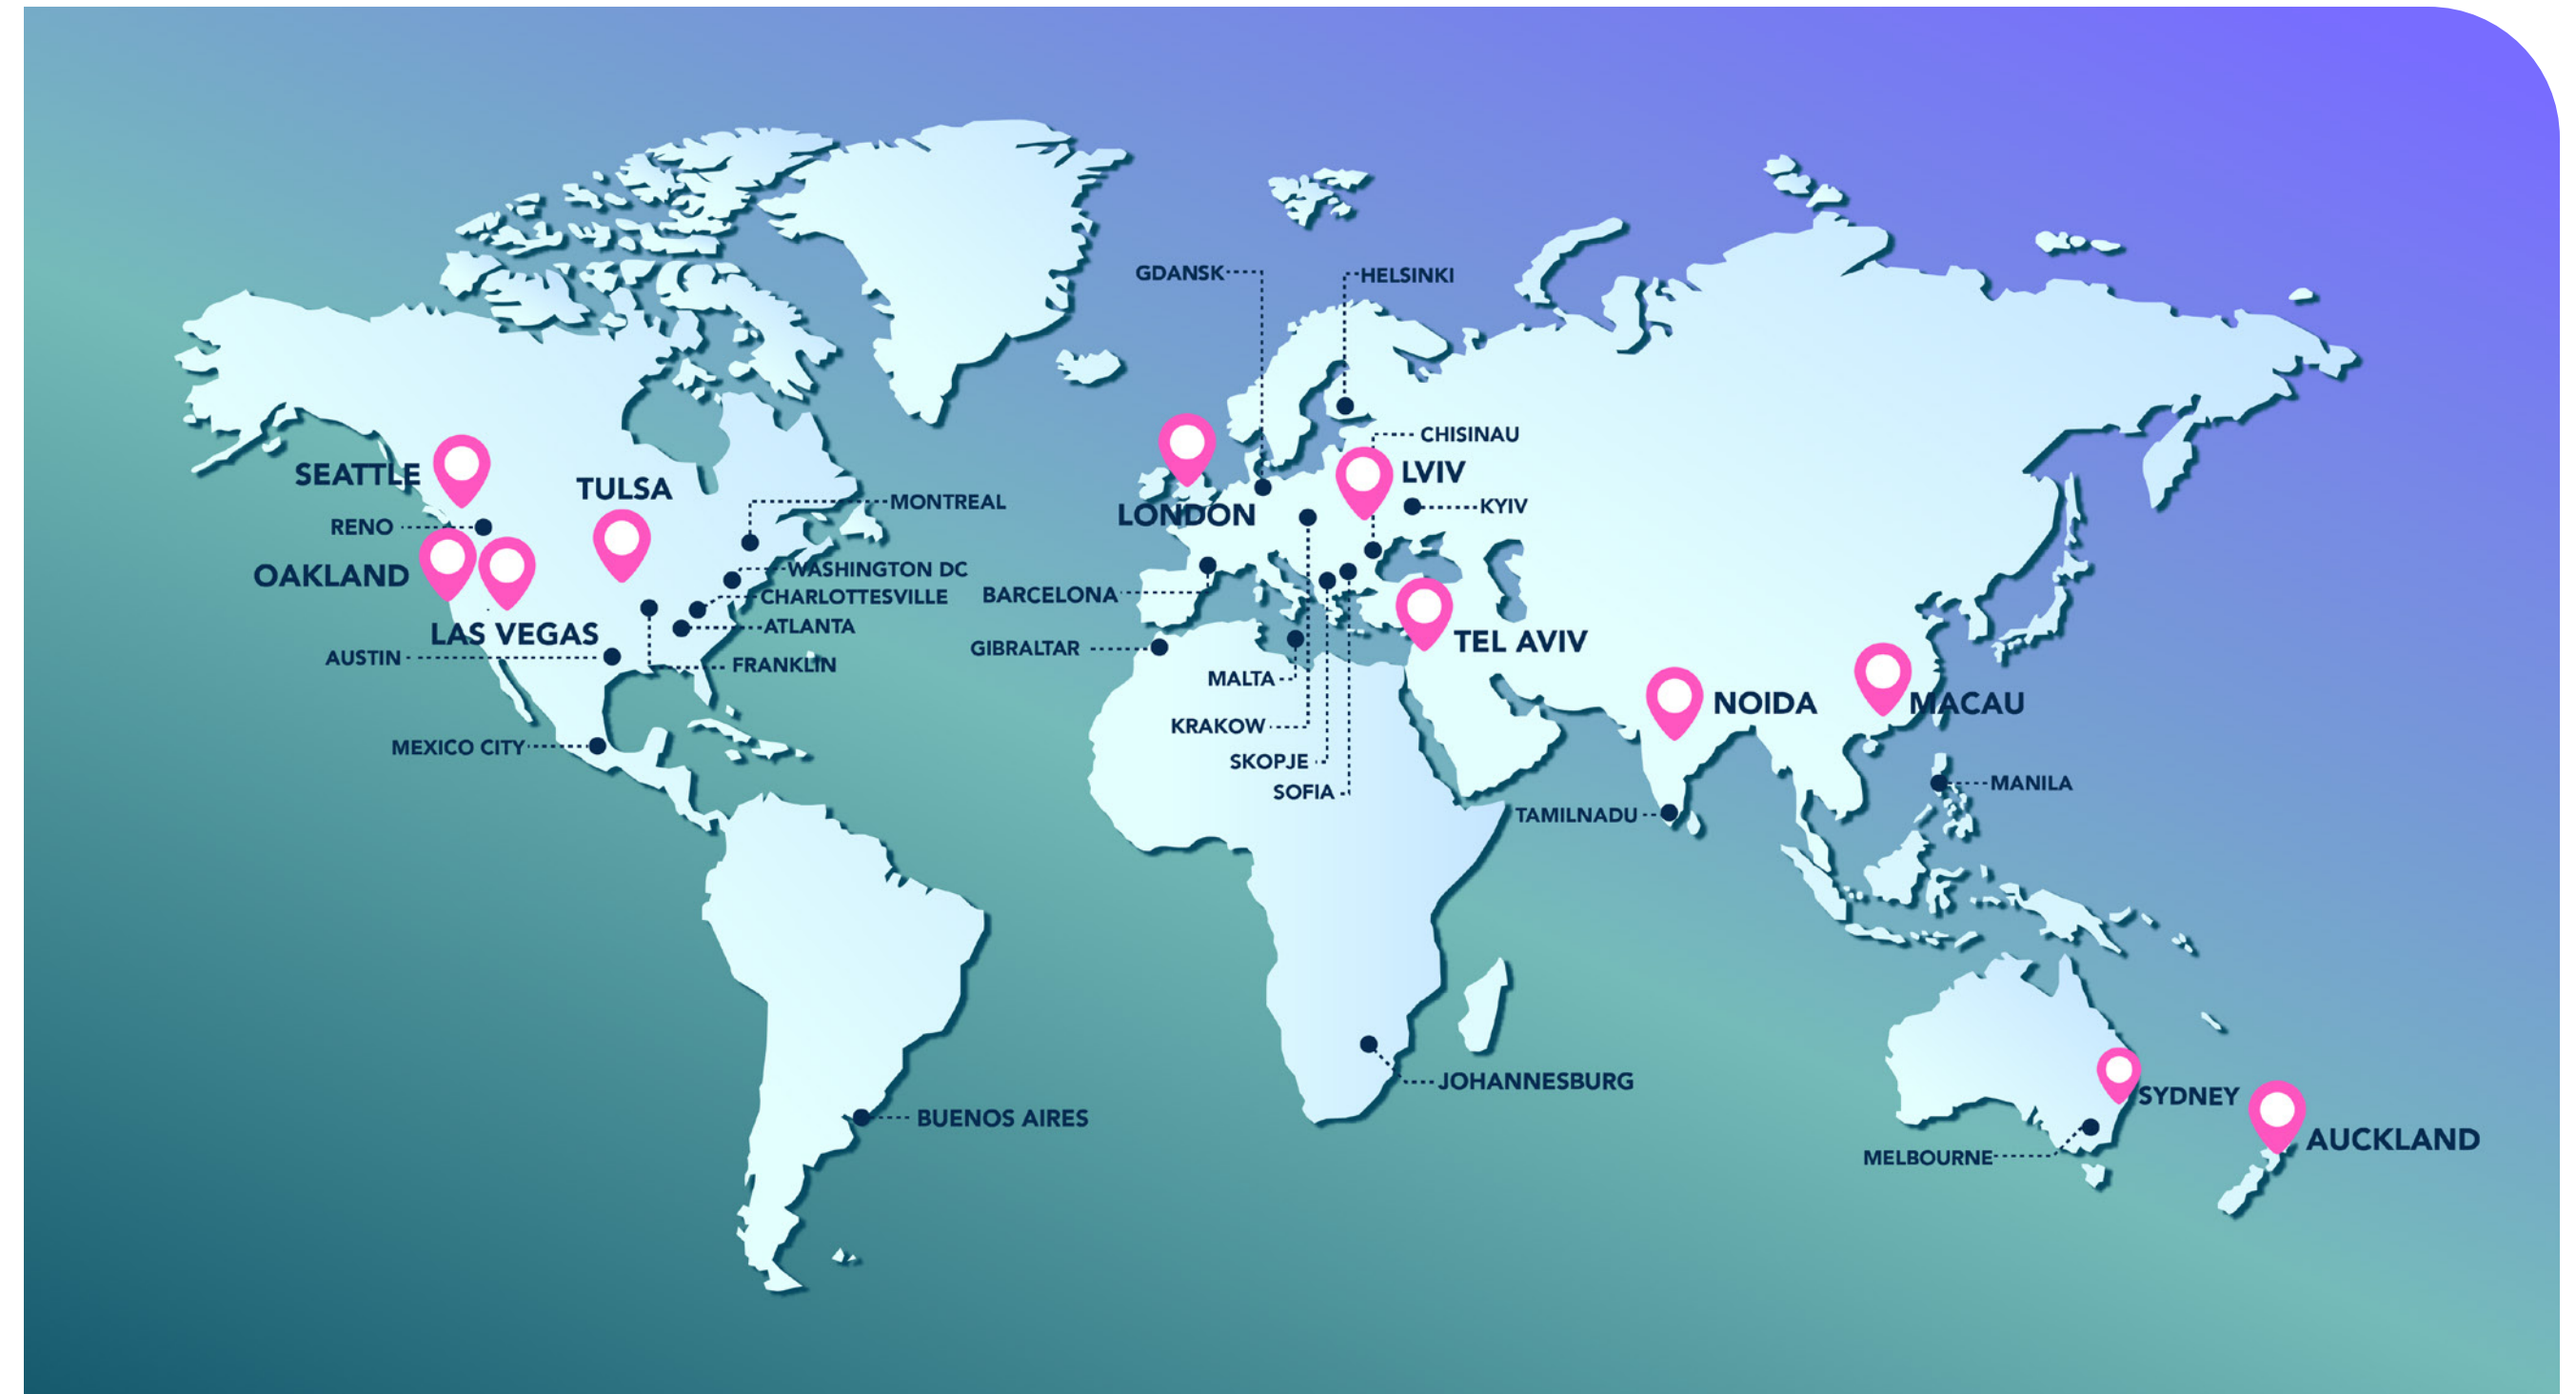 GDANSK
HELSINKI
CHISINAU
SEATTLE
LVIV
TULSA
MONTREAL
KYIV
LONDON
RENO
WASHINGTON DC
OAKLAND
BARCELONA
CHARLOTTESVILLE
ATLANTA
LAS VEGAS
TEL AVIV
GIBRALTAR
AUSTIN
FRANKLIN
MALTA
NOIDA
MACAU
KRAKOW
MEXICO CITY
SKOPJE
MANILA
SOFIA
TAMILNADU
JOHANNESBURG
SYDNEY
BUENOS AIRES
AUCKLAND
MELBOURNE